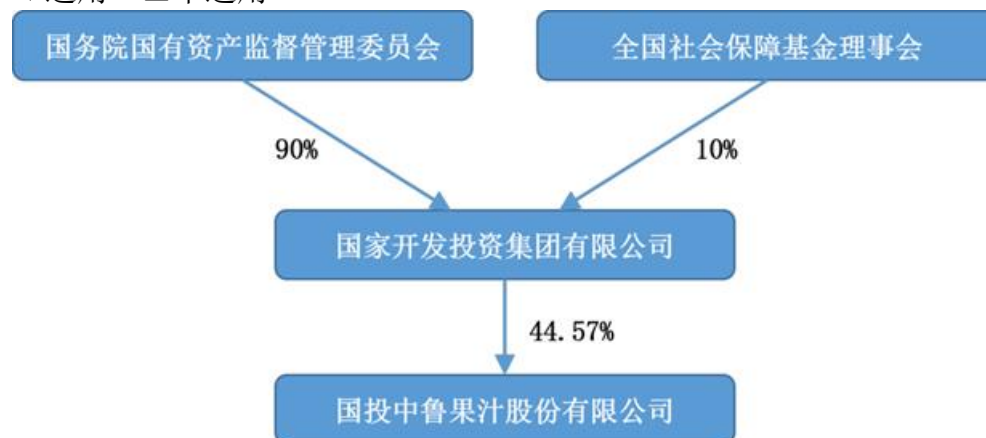 国务院国有资产监督管理委员会
全国社会保障基金理事会
90%
10%
国家开发投资集团有限公司
44.57%
国投中鲁果汁股份有限公司